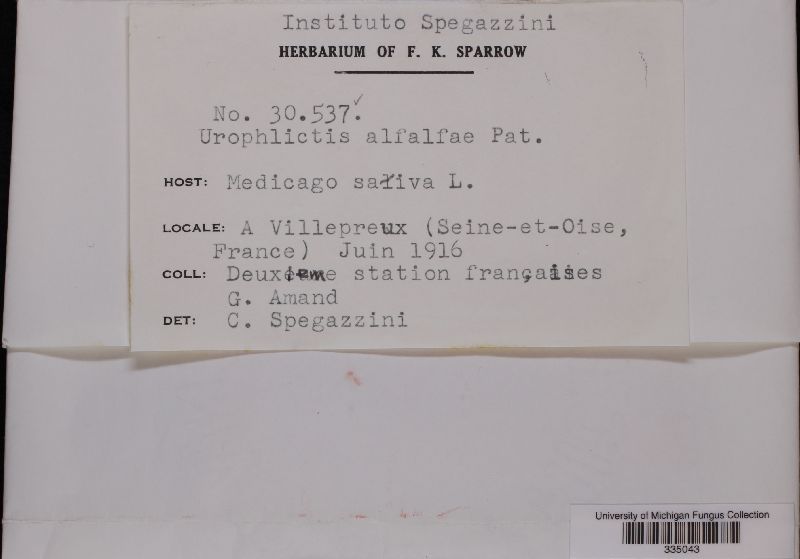 Instituto Spegazzini
HERBARIUM OF F. K. SPARROW
No. 30.537.
Urophlictis alfalfae Pat.
HOST: Medicago sativa L.
LOCALE: A Villepreux (Seine-et-Oise,
France) Juin 1916
COLL: Deuxième station françaises
G. Amand
DET: C. Spegazzini
University of Michigan Fungus Collection
335043